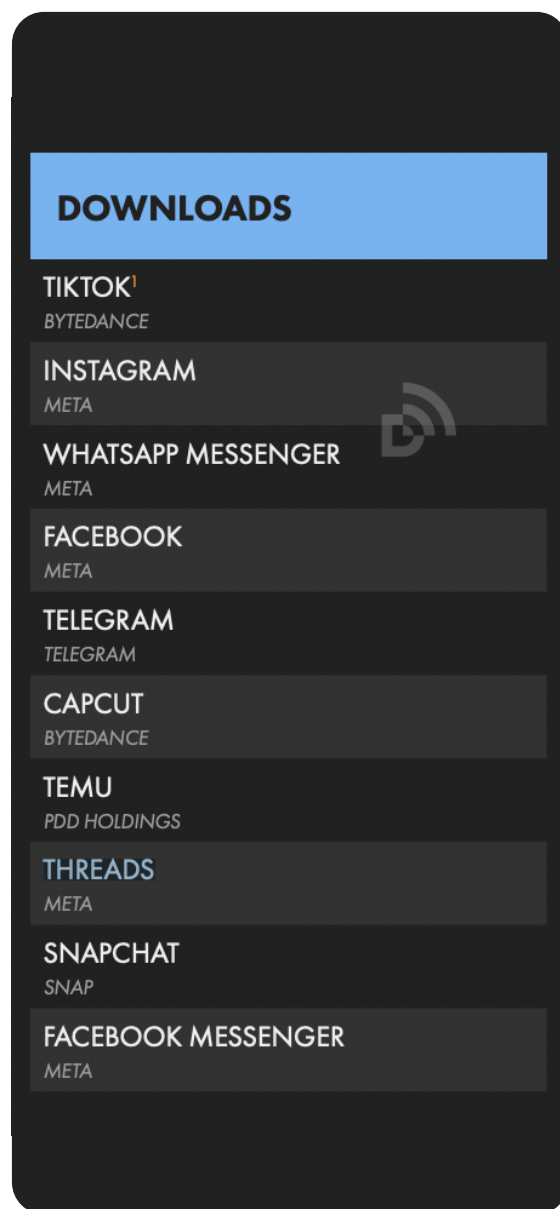 DOWNLOADS
TIKTOK¹
BYTEDANCE
INSTAGRAM
META
WHATSAPP MESSENGER
META
FACEBOOK
META
TELEGRAM
TELEGRAM
CAPCUT
BYTEDANCE
TEMU
PDD HOLDINGS
THREADS
META
SNAPCHAT
SNAP
FACEBOOK MESSENGER
META